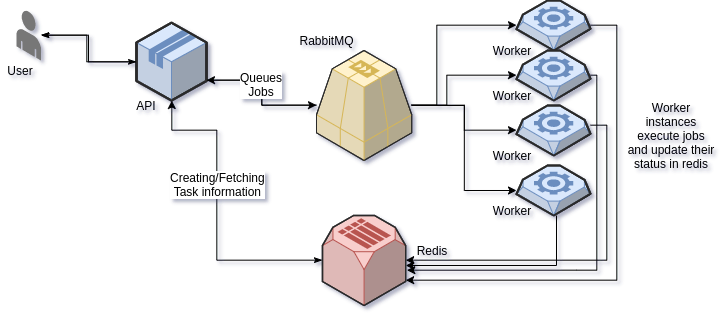 User
API
Queues
Jobs
RabbitMQ
Worker
Worker
Worker
Worker
Worker
instances
execute jobs
and update their
status in redis
Creating/Fetching
Task information
Redis